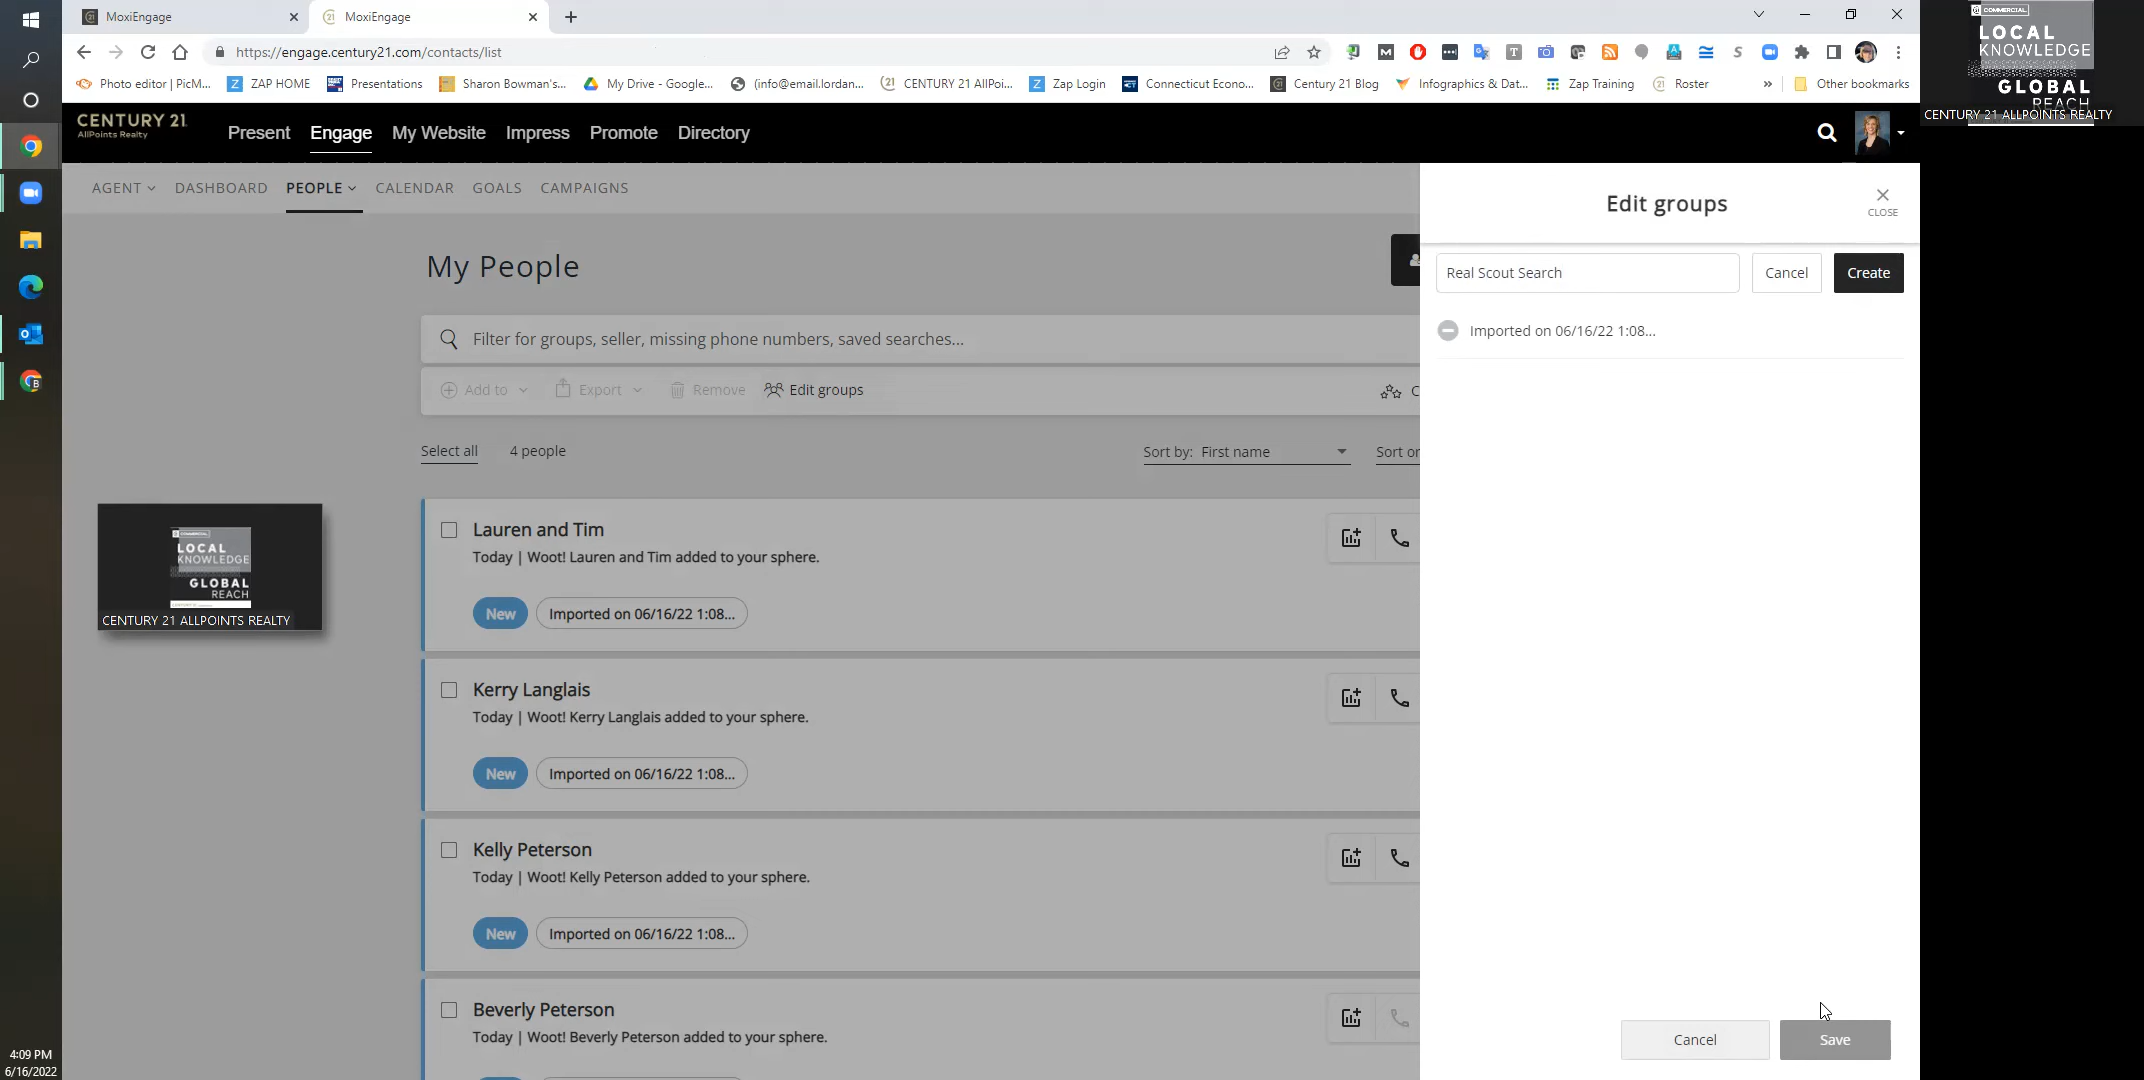 MoxiEngage
MoxiEngage
https://engage.century21.com/contacts/list
Photo editor | PicM...
ZAP HOME
Presentations
Sharon Bowman's...
My Drive - Google...
(info@email.lordan...
CENTURY 21 AllPoi...
Zap Login
Connecticut Econo...
Century 21 Blog
Infographics & Dat...
Zap Training
Roster
»
Other bookmarks
CENTURY 21.
AllPoints Realty
Present
Engage
My Website
Impress
Promote
Directory
AGENT
DASHBOARD
PEOPLE
CALENDAR
GOALS
CAMPAIGNS
My People
Filter for groups, seller, missing phone numbers, saved searches...
Add to
Export
Remove
Edit groups
C
Select all
4 people
Sort by: First name
Sort or
Lauren and Tim
Today | Woot! Lauren and Tim added to your sphere.
New
Imported on 06/16/22 1:08...
Kerry Langlais
Today | Woot! Kerry Langlais added to your sphere.
New
Imported on 06/16/22 1:08...
Kelly Peterson
Today | Woot! Kelly Peterson added to your sphere.
New
Imported on 06/16/22 1:08...
Beverly Peterson
Today | Woot! Beverly Peterson added to your sphere.
Edit groups
CLOSE
Real Scout Search
Cancel
Create
Imported on 06/16/22 1:08...
Cancel
Save
COMMERCIAL
LOCAL
KNOWLEDGE
GLOBAL
REACH
CENTURY 21 ALLPOINTS REALTY
COMMERCIAL
LOCAL
KNOWLEDGE
GLOBAL
REACH
CENTURY 21 ALLPOINTS REALTY
4:09 PM
6/16/2022